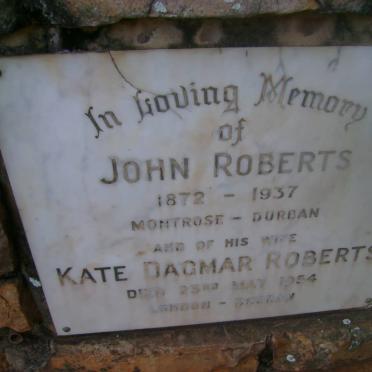 In Loving Memory
of
JOHN ROBERTS
1872 - 1937
MONTROSE - DURBAN
AND OF HIS WIFE
KATE DAGMAR ROBERTS
DIED 23RD MAY 1954
LONDON -